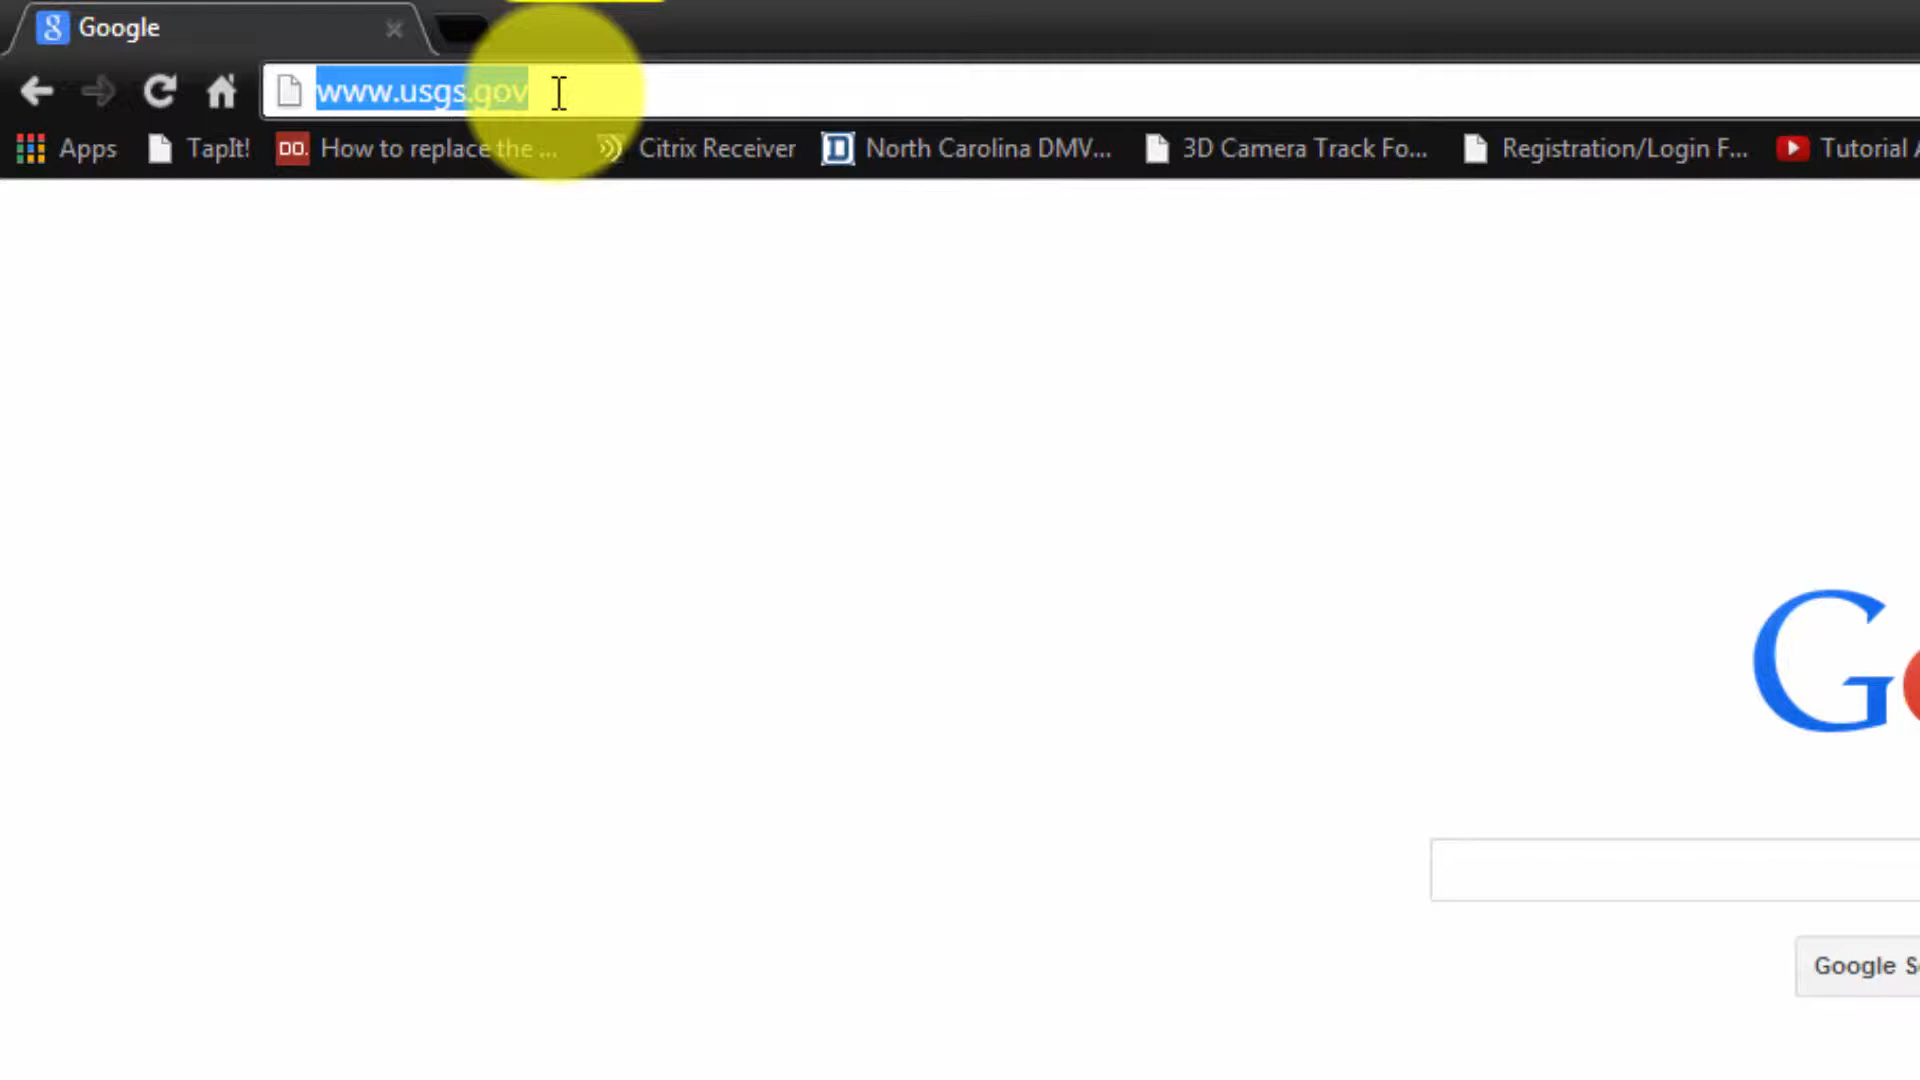 Google
www.usgs.gov
Apps TapIt! DO. How to replace the ... Citrix Receiver D North Carolina DMV... 3D Camera Track Fo... Registration/Login F... Tutorial
G
Google S